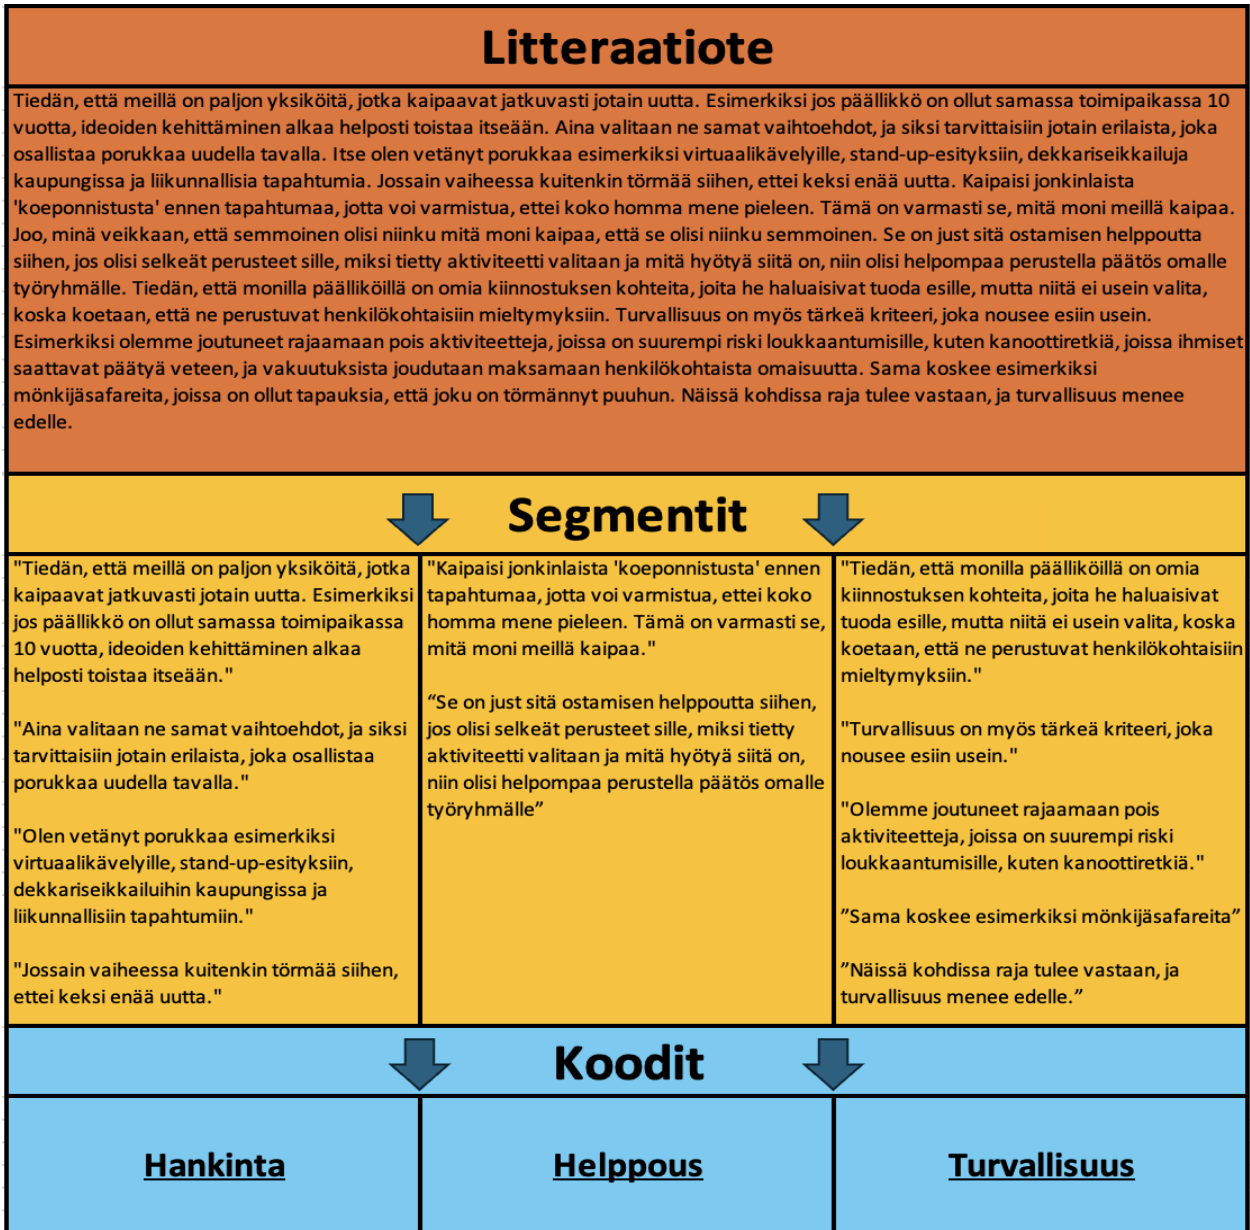 Litteraatiote
Tiedän, että meillä on paljon yksiköitä, jotka kaipaavat jatkuvasti jotain uutta. Esimerkiksi jos päällikkö on ollut samassa toimipaikassa 10
vuotta, ideoiden kehittäminen alkaa helposti toistaa itseään. Aina valitaan ne samat vaihtoehdot, ja siksi tarvittaisiin jotain erilaista, joka
osallistaa porukkaa uudella tavalla. Itse olen vetänyt porukkaa esimerkiksi virtuaalikävelyille, stand-up-esityksiin, dekkariseikkailuja
kaupungissa ja liikunnallisia tapahtumia. Jossain vaiheessa kuitenkin törmää siihen, ettei keksi enää uutta. Kaipaisi jonkinlaista
'koeponnistusta' ennen tapahtumaa, jotta voi varmistua, ettei koko homma mene pieleen. Tämä on varmasti se, mitä moni meillä kaipaa.
Joo, minä veikkaan, että semmoinen olisi niinku mitä moni kaipaa, että se olisi niinku semmoinen. Se on just sitä ostamisen helppoutta
siihen, jos olisi selkeät perusteet sille, miksi tietty aktiviteetti valitaan ja mitä hyötyä siitä on, niin olisi helpompaa perustella päätös omalle
työryhmälle. Tiedän, että monilla päälliköillä on omia kiinnostuksen kohteita, joita he haluaisivat tuoda esille, mutta niitä ei usein valita,
koska koetaan, että ne perustuvat henkilökohtaisiin mieltymyksiin. Turvallisuus on myös tärkeä kriteeri, joka nousee esiin usein.
Esimerkiksi olemme joutuneet rajaamaan pois aktiviteetteja, joissa on suurempi riski loukkaantumisille, kuten kanoottiretkiä, joissa ihmiset
saattavat päätyä veteen, ja vakuutuksista joudutaan maksamaan henkilökohtaista omaisuutta. Sama koskee esimerkiksi
mönkijäsafareita, joissa on ollut tapauksia, että joku on törmännyt puuhun. Näissä kohdissa raja tulee vastaan, ja turvallisuus menee
edelle.
Segmentit
"Tiedän, että meillä on paljon yksiköitä, jotka
kaipaavat jatkuvasti jotain uutta. Esimerkiksi
jos päällikkö on ollut samassa toimipaikassa
10 vuotta, ideoiden kehittäminen alkaa
helposti toistaa itseään."
"Aina valitaan ne samat vaihtoehdot, ja siksi
tarvittaisiin jotain erilaista, joka osallistaa
porukkaa uudella tavalla."
"Olen vetänyt porukkaa esimerkiksi
virtuaalikävelyille, stand-up-esityksiin,
dekkariseikkailuihin kaupungissa ja
liikunnallisiin tapahtumiin."
"Jossain vaiheessa kuitenkin törmää siihen,
ettei keksi enää uutta."
"Kaipaisi jonkinlaista 'koeponnistusta' ennen
tapahtumaa, jotta voi varmistua, ettei koko
homma mene pieleen. Tämä on varmasti se,
mitä moni meillä kaipaa."
“Se on just sitä ostamisen helppoutta siihen,
jos olisi selkeät perusteet sille, miksi tietty
aktiviteetti valitaan ja mitä hyötyä siitä on,
niin olisi helpompaa perustella päätös omalle
työryhmälle”
"Tiedän, että monilla päälliköillä on omia
kiinnostuksen kohteita, joita he haluaisivat
tuoda esille, mutta niitä ei usein valita, koska
koetaan, että ne perustuvat henkilökohtaisiin
mieltymyksiin."
"Turvallisuus on myös tärkeä kriteeri, joka
nousee esiin usein."
"Olemme joutuneet rajaamaan pois
aktiviteetteja, joissa on suurempi riski
loukkaantumisille, kuten kanoottiretkiä."
”Sama koskee esimerkiksi mönkijäsafareita”
”Näissä kohdissa raja tulee vastaan, ja
turvallisuus menee edelle.”
Koodit
Hankinta
Helppous
Turvallisuus